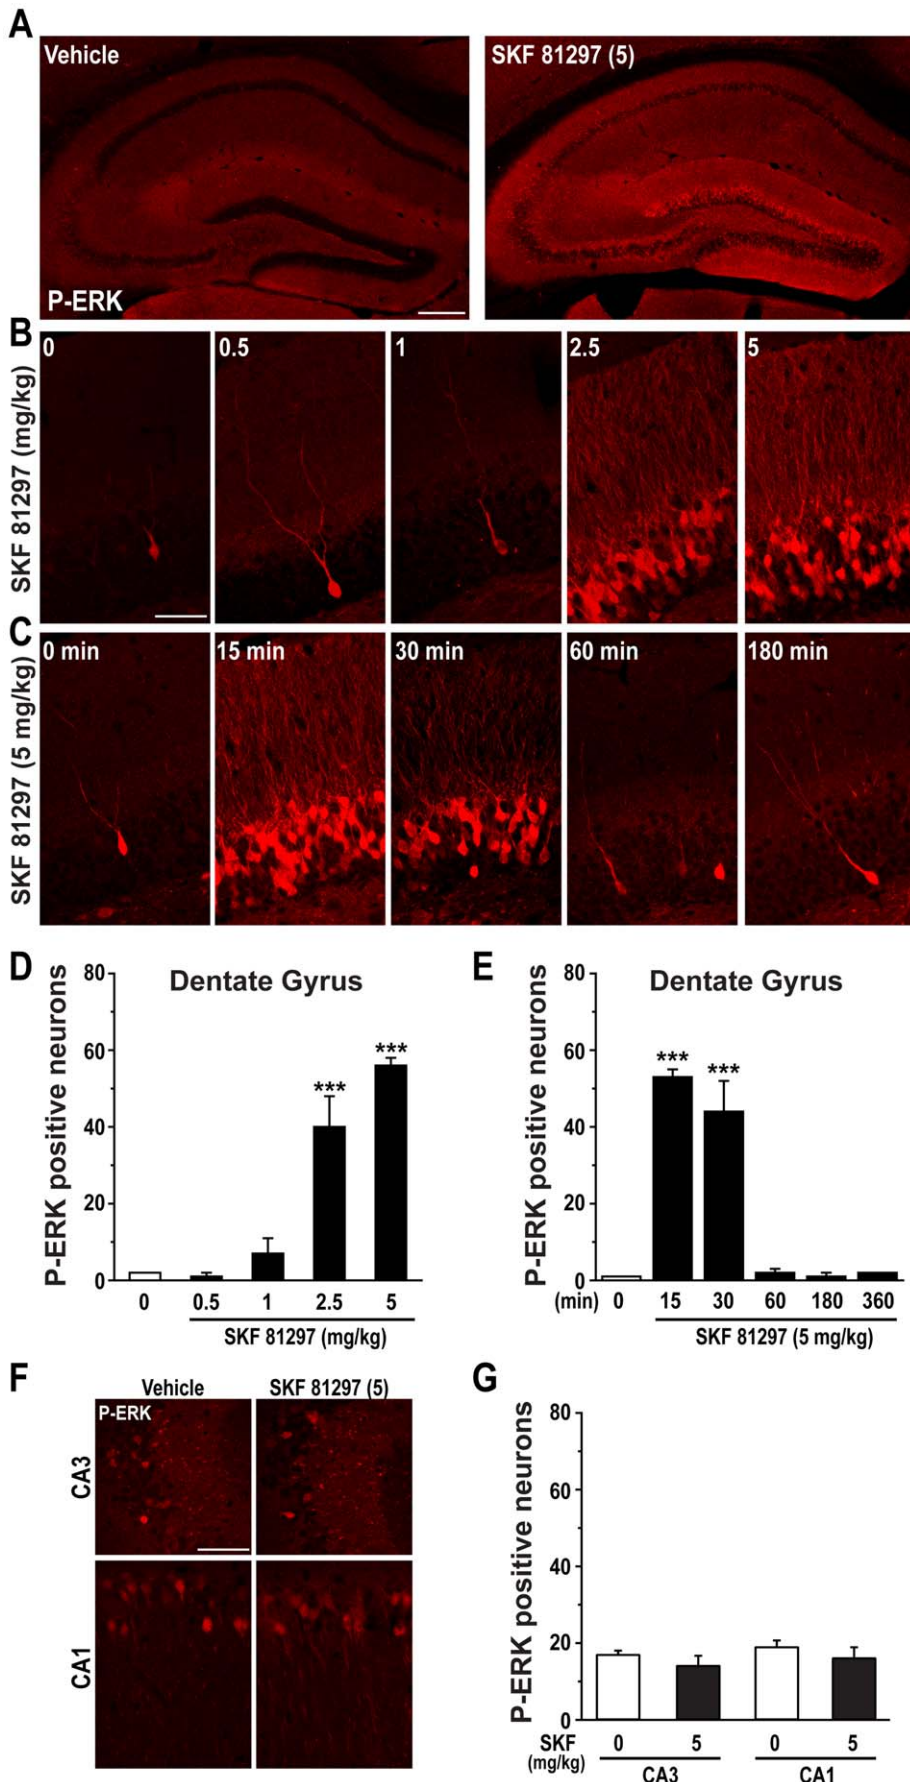 A
Vehicle
SKF 81297 (5)
P-ERK
B
SKF 81297 (mg/kg)
0
0.5
1
2.5
5
C
SKF 81297 (5 mg/kg)
0 min
15 min
30 min
60 min
180 min
D
Dentate Gyrus
P-ERK positive neurons
80
60
40
20
0
***
***
0 0.5 1 2.5 5
SKF 81297 (mg/kg)
E
Dentate Gyrus
P-ERK positive neurons
80
60
40
20
0
***
***
(min) 0 15 30 60 180 360
SKF 81297 (5 mg/kg)
F
Vehicle
SKF 81297 (5)
P-ERK
CA3
CA1
G
P-ERK positive neurons
80
60
40
20
0
SKF 0 5 0 5
(mg/kg)
CA3 CA1